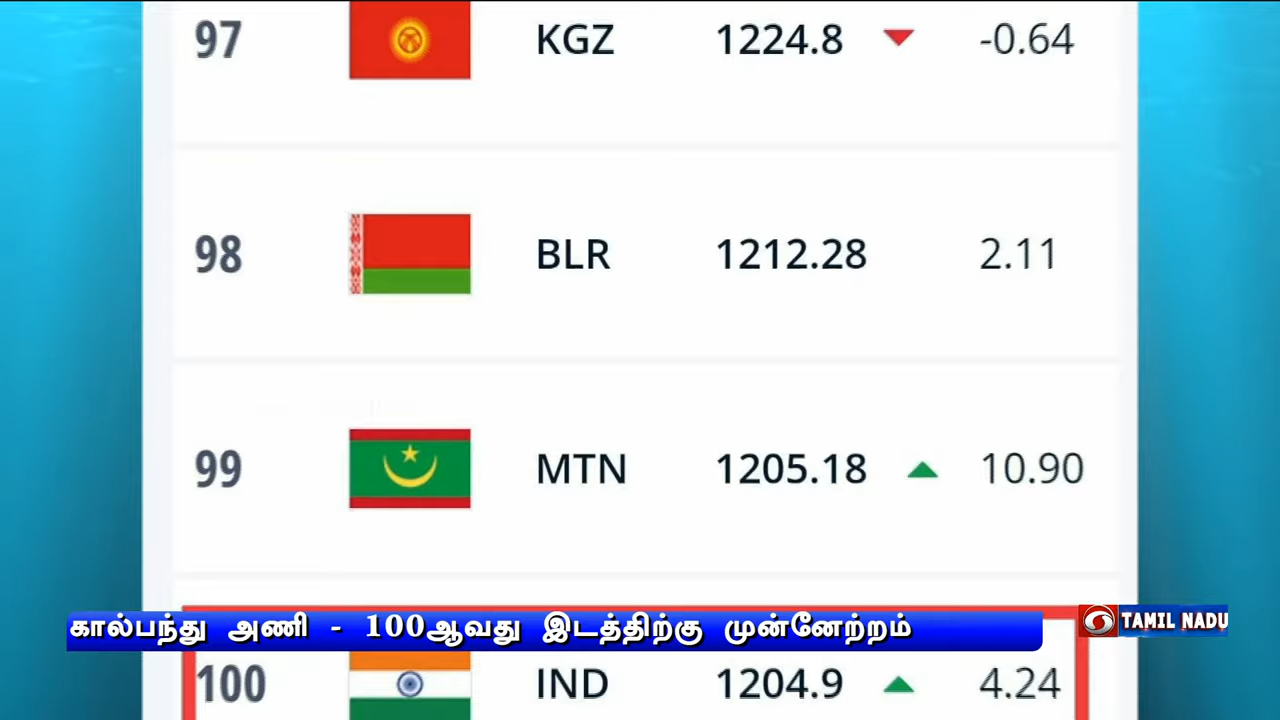 97 KGZ 1224.8 -0.64
98 BLR 1212.28 2.11
99 MTN 1205.18 10.90
கால்பந்து அணி - 100ஆவது இடத்திற்கு முன்னேற்றம்
TAMIL NADU
100 IND 1204.9 4.24